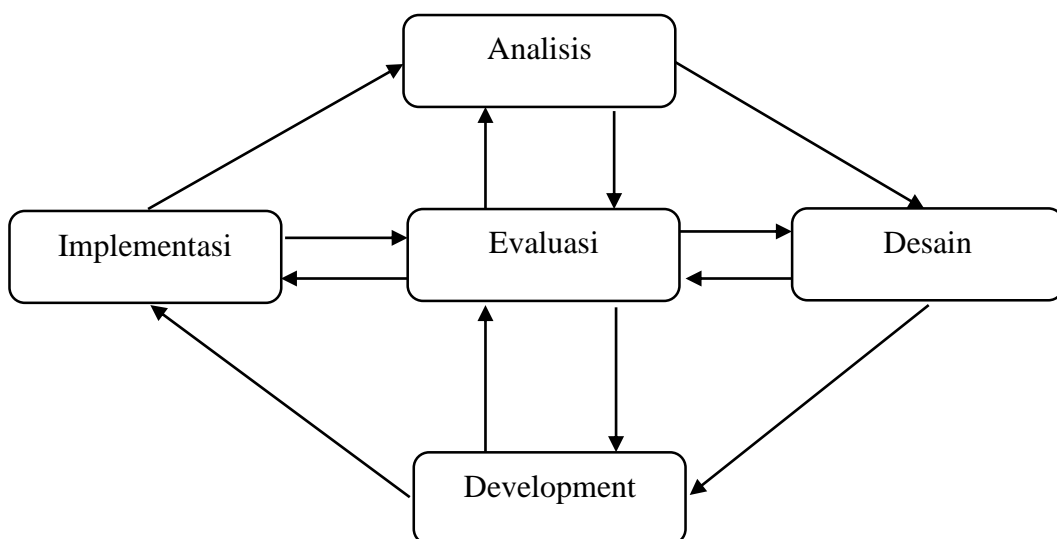 Analisis
Implementasi
Evaluasi
Desain
Development